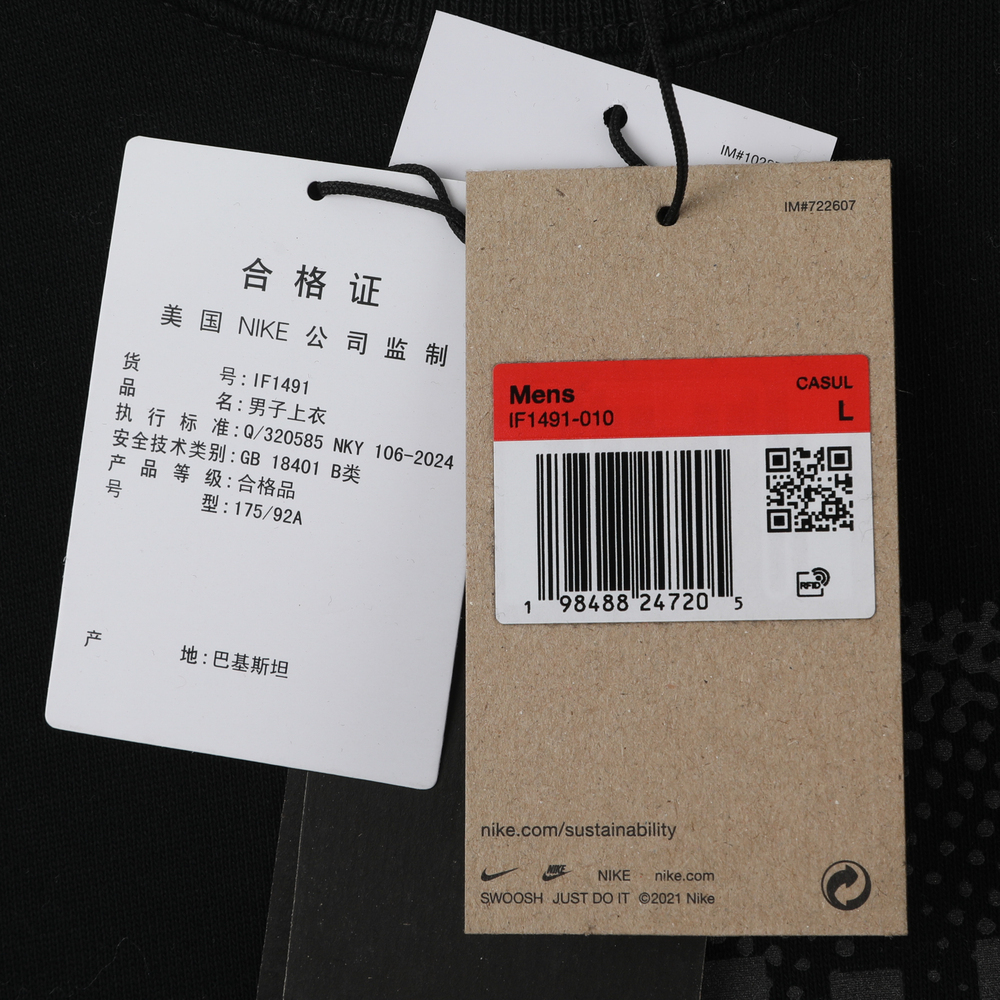 合格证
美国 NIKE 公司监制
货号:IF1491
品名:男子上衣
执行标准:Q/320585 NKY 106-2024
安全技术类别:GB 18401 B类
产品等级:合格品
号型:175/92A
产地:巴基斯坦
IM#722607
Mens
IF1491-010
CASUL
L
1 98488 24720 5
RFID
nike.com/sustainability
NIKE NIKE nike.com
SWOOSH JUST DO IT ©2021 Nike